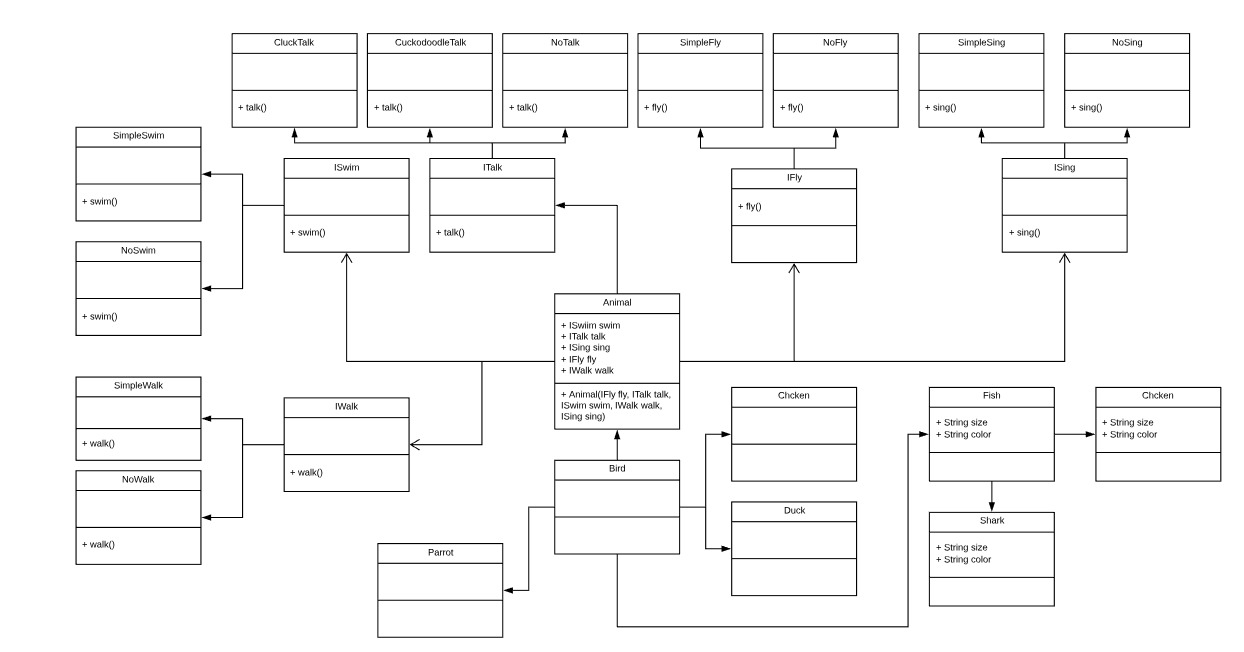 CluckTalk
+ talk()
CuckodoodleTalk
+ talk()
NoTalk
+ talk()
SimpleFly
+ fly()
NoFly
+ fly()
SimpleSing
+ sing()
NoSing
+ sing()
SimpleSwim
+ swim()
ISwim
+ swim()
ITalk
+ talk()
IFly
+ fly()
ISing
+ sing()
NoSwim
+ swim()
Animal
+ ISwiim swim
+ ITalk talk
+ ISing sing
+ IFly fly
+ IWalk walk
+ Animal(IFly fly, ITalk talk,
ISwim swim, IWalk walk,
ISing sing)
SimpleWalk
+ walk()
IWalk
+ walk()
Chcken
Fish
+ String size
+ String color
Chcken
+ String size
+ String color
NoWalk
+ walk()
Bird
Duck
Shark
+ String size
+ String color
Parrot